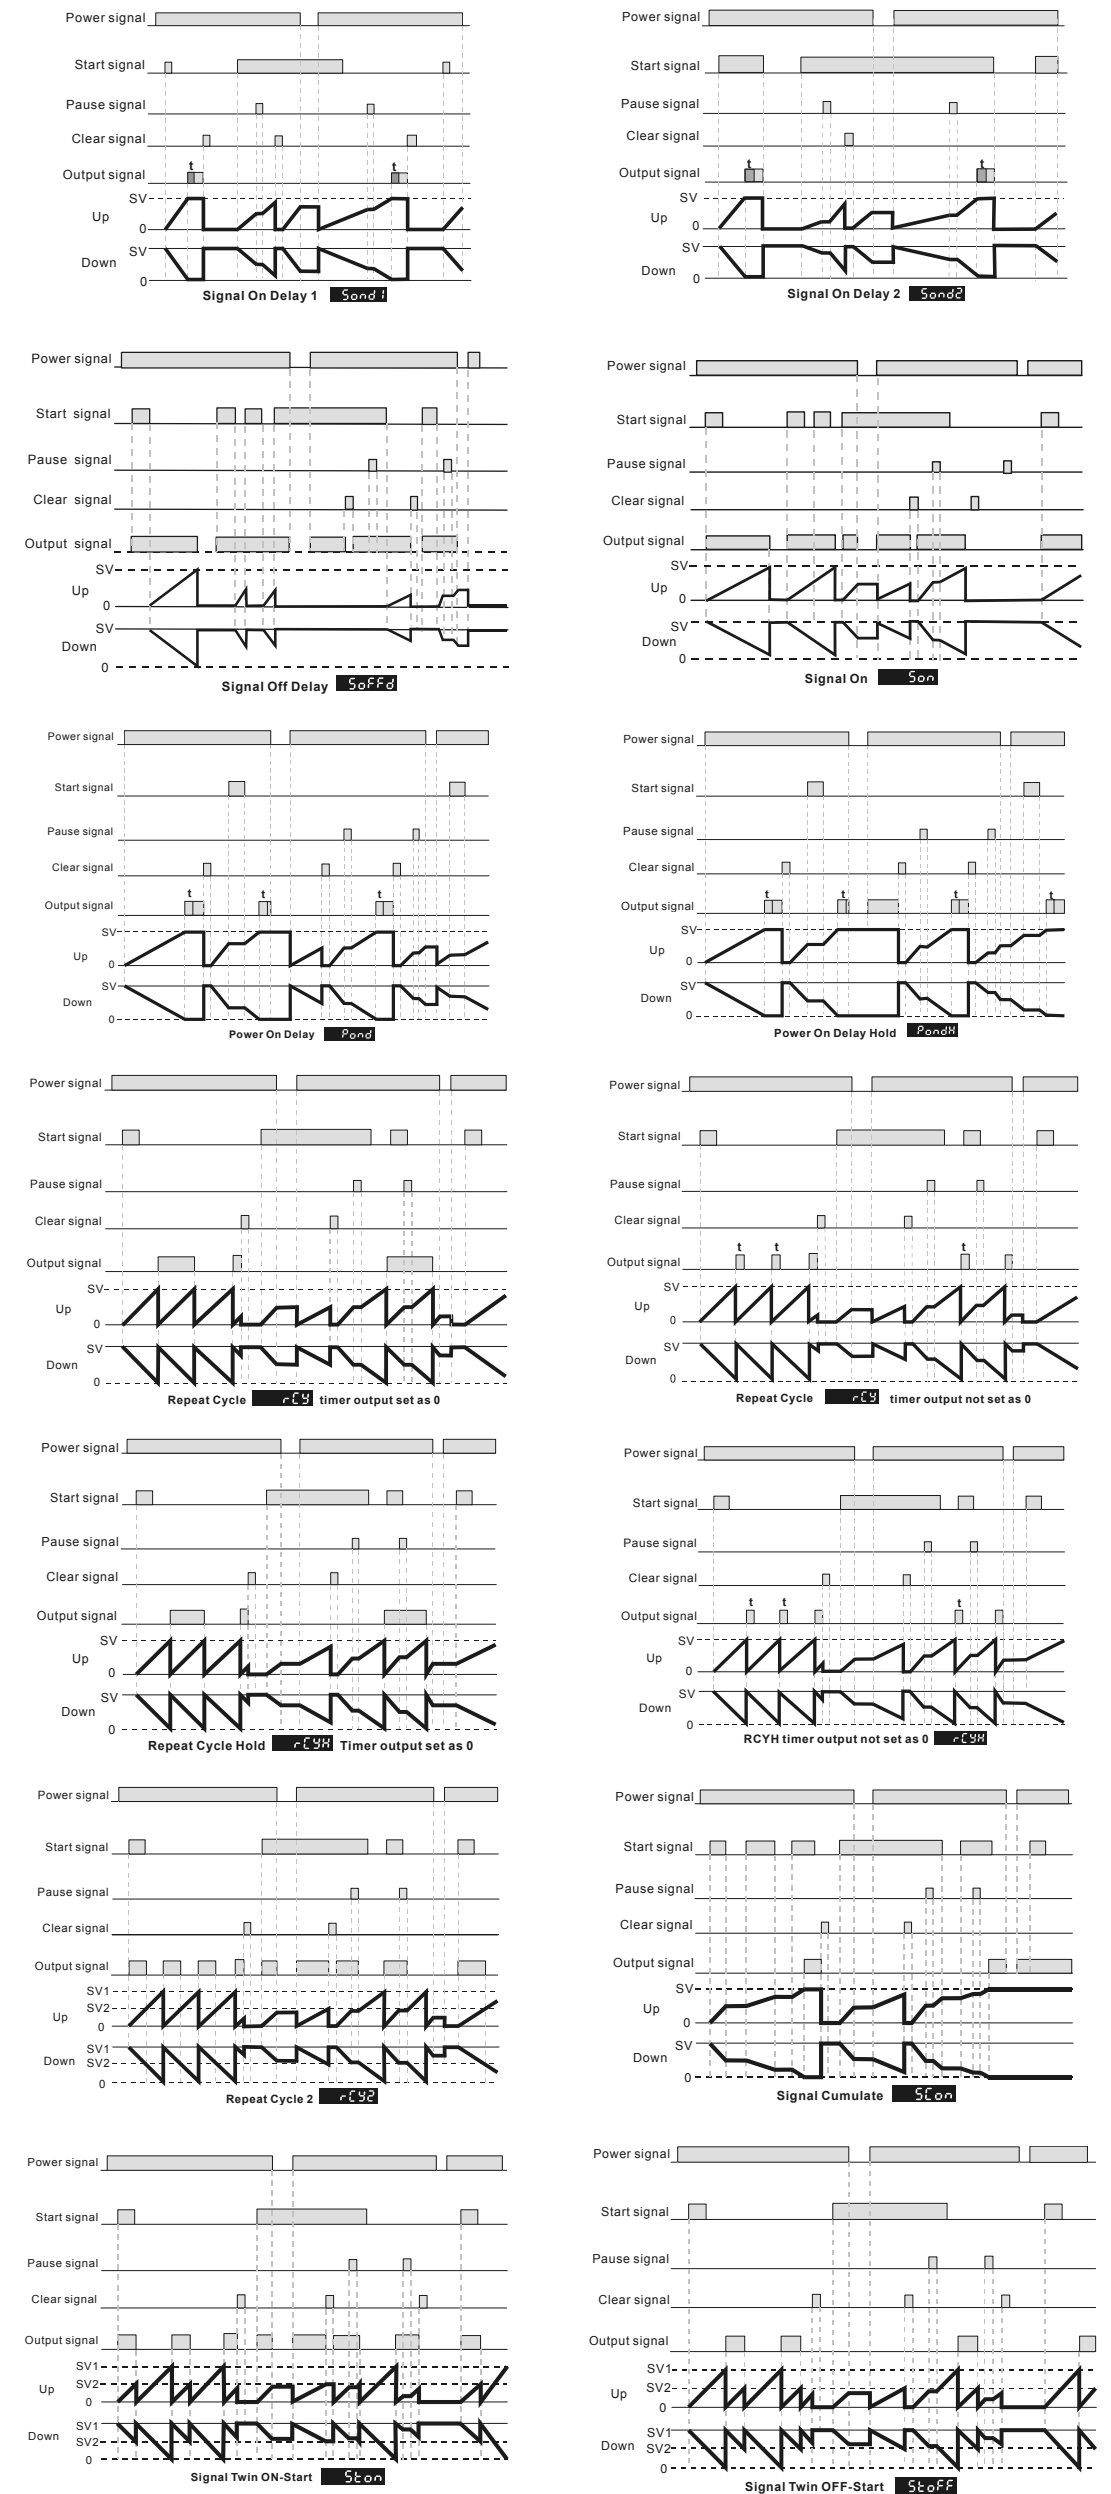 Power signal
Start signal
Pause signal
Clear signal
t
t
Output signal
SV
Up
0
SV
Down
0
Signal On Delay 1 Sond1
Power signal
Start signal
Pause signal
Clear signal
t
t
Output signal
SV
Up
0
SV
Down
0
Signal On Delay 2 Sond2
Power signal
Start signal
Pause signal
Clear signal
Output signal
SV
Up
0
SV
Down
0
Signal Off Delay SoFFd
Power signal
Start signal
Pause signal
Clear signal
Output signal
SV
Up
0
SV
Down
0
Signal On Son
Power signal
Start signal
Pause signal
Clear signal
t
t
t
Output signal
SV
Up
0
SV
Down
0
Power On Delay Pond
Power signal
Start signal
Pause signal
Clear signal
t
t
t
t
Output signal
SV
Up
0
SV
Down
0
Power On Delay Hold PondH
Power signal
Start signal
Pause signal
Clear signal
Output signal
SV
Up
0
SV
Down
0
Repeat Cycle rCY timer output set as 0
Power signal
Start signal
Pause signal
Clear signal
t
t
t
Output signal
SV
Up
0
SV
Down
0
Repeat Cycle rCY timer output not set as 0
Power signal
Start signal
Pause signal
Clear signal
Output signal
SV
Up
0
SV
Down
0
Repeat Cycle Hold rCYH Timer output set as 0
Power signal
Start signal
Pause signal
Clear signal
t
t
t
Output signal
SV
Up
0
SV
Down
0
RCYH timer output not set as 0 rCYH
Power signal
Start signal
Pause signal
Clear signal
Output signal
SV1
SV2
Up
0
SV1
Down
SV2
0
Repeat Cycle 2 rCY2
Power signal
Start signal
Pause signal
Clear signal
Output signal
SV
Up
0
SV
Down
0
Signal Cumulate SCon
Power signal
Start signal
Pause signal
Clear signal
Output signal
SV1
SV2
Up
0
SV1
Down
SV2
0
Signal Twin ON-Start Ston
Power signal
Start signal
Pause signal
Clear signal
Output signal
SV1
SV2
Up
0
SV1
Down
SV2
0
Signal Twin OFF-Start StoFF